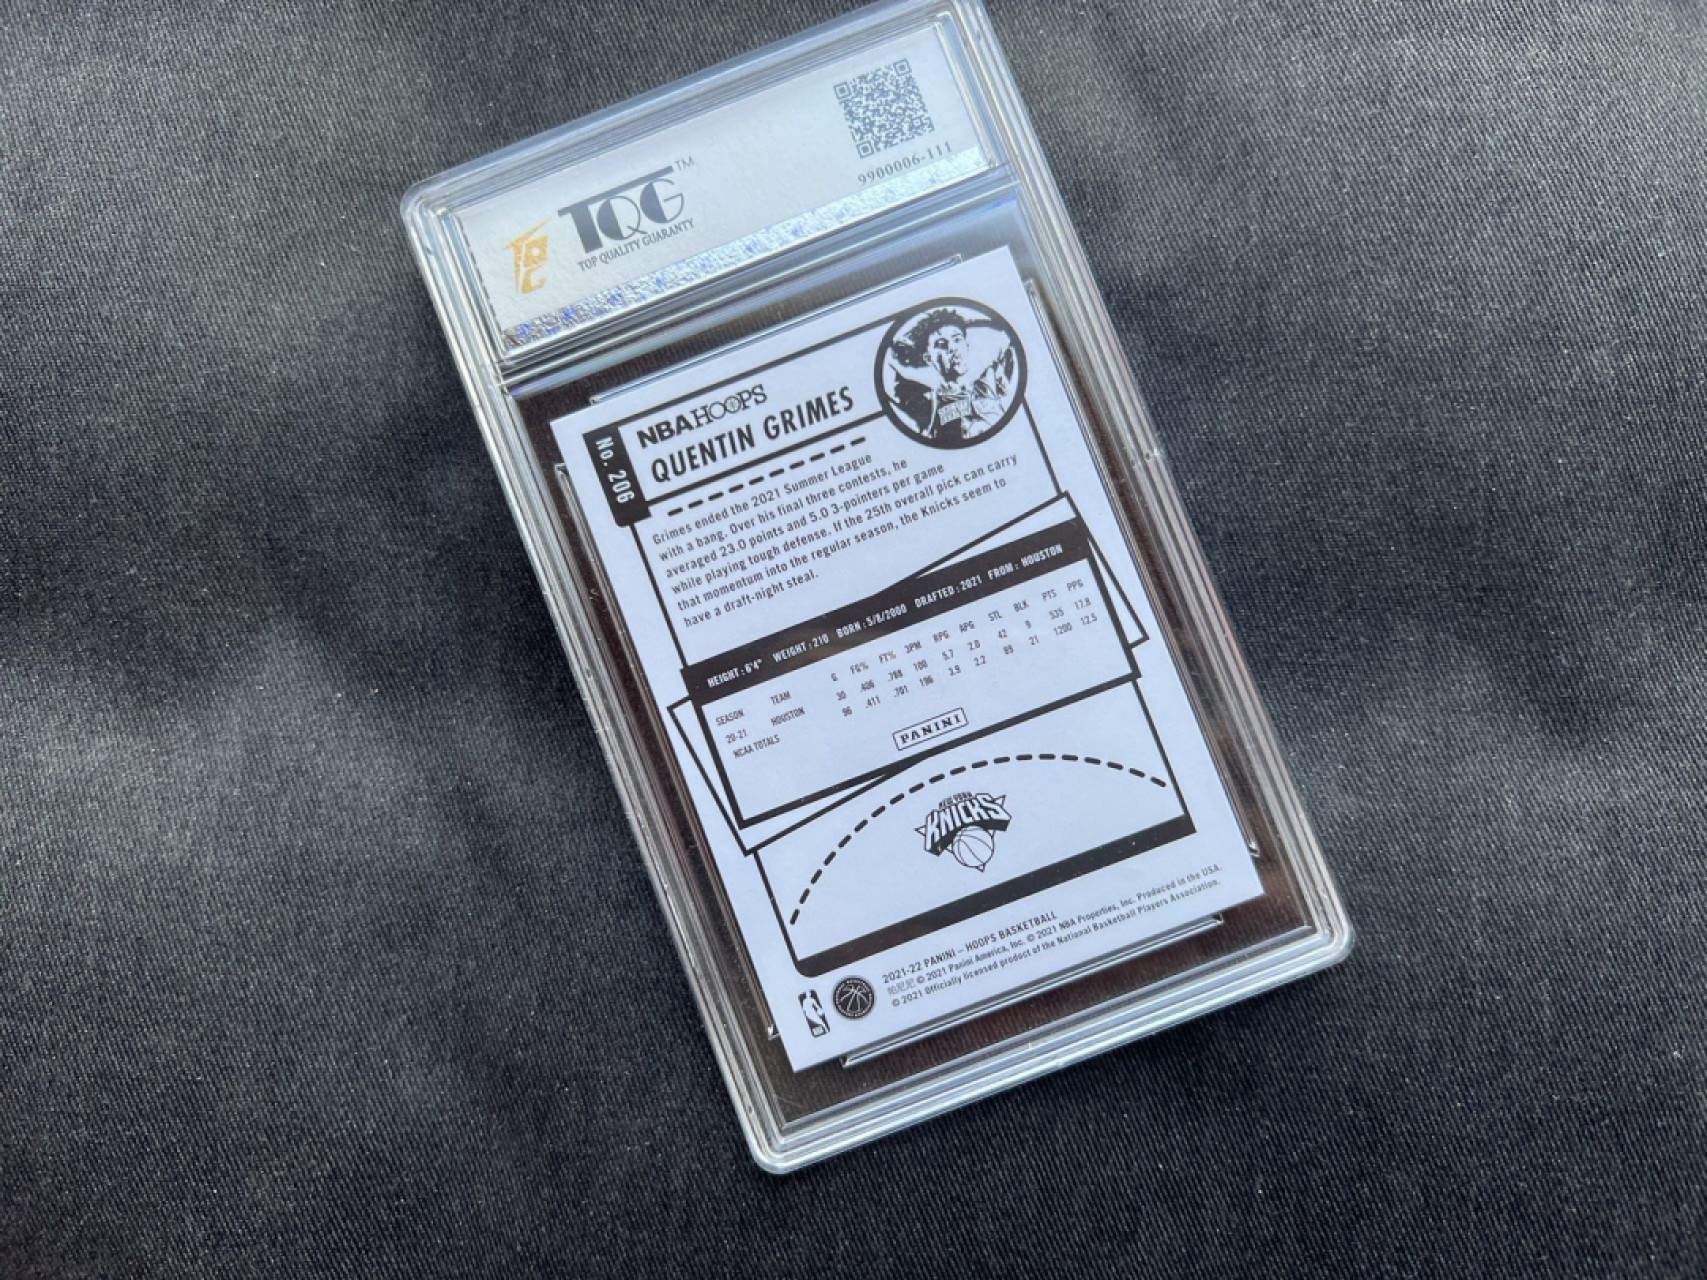 TQG™
TOP QUALITY GUARANTY
9900006-111
No. 206
NBA HOOPS
QUENTIN GRIMES
Grimes ended the 2021 Summer League
with a bang. Over his final three contests, he
averaged 23.0 points and 5.0 3-pointers per game
while playing tough defense. If the 25th overall pick can carry
that momentum into the regular season, the Knicks seem to
have a draft-night steal.
HEIGHT: 6'4" WEIGHT: 210 BORN: 5/8/2000 DRAFTED: 2021 FROM: HOUSTON
SEASON TEAM G FG% FT% 3PM RPG APG STL BLK PTS PPG
20-21 HOUSTON 30 .406 .788 100 5.7 2.0 42 9 535 17.8
NCAA TOTALS 96 .411 .701 196 3.9 2.2 89 21 1200 12.5
PANINI
NEW YORK
KNICKS
2021-22 PANINI – HOOPS BASKETBALL
帕尼尼 © 2021 Panini America, Inc. © 2021 NBA Properties, Inc. Produced in the USA.
© 2021 Officially licensed product of the National Basketball Players Association.